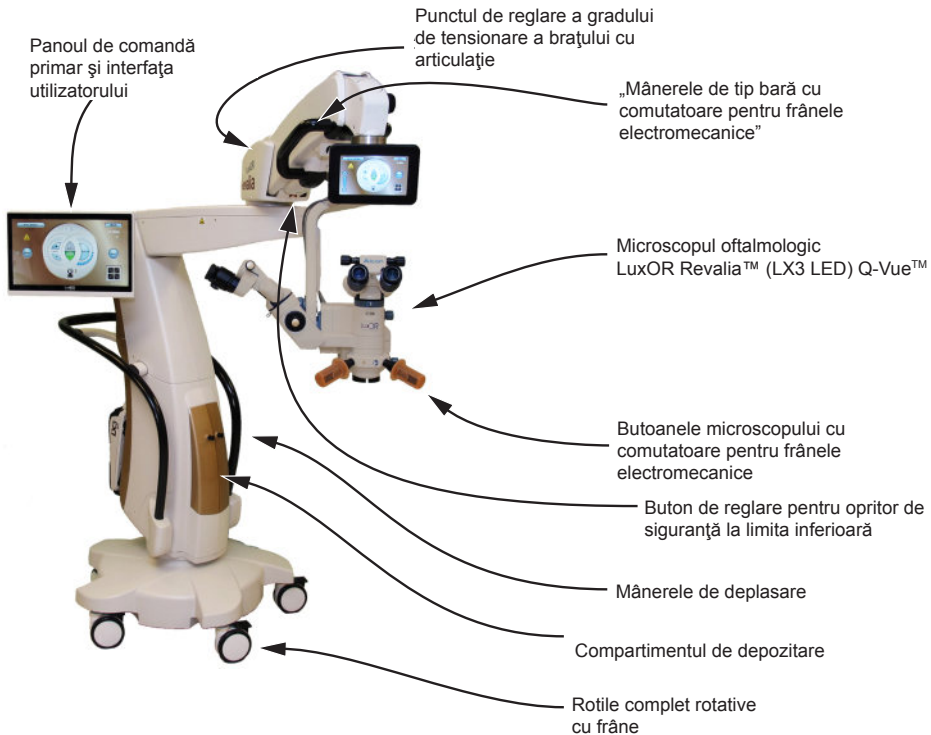 Punctul de reglare a gradului
de tensionare a braţului cu
articulaţie
Panoul de comandă
primar şi interfaţa
utilizatorului
„Mânerele de tip bară cu
comutatoare pentru frânele
electromecanice”
Microscopul oftalmologic
LuxOR Revalia™ (LX3 LED) Q-Vue™
Butoanele microscopului cu
comutatoare pentru frânele
electromecanice
Buton de reglare pentru opritor de
siguranţă la limita inferioară
Mânerele de deplasare
Compartimentul de depozitare
Rotile complet rotative
cu frâne
LuxOR